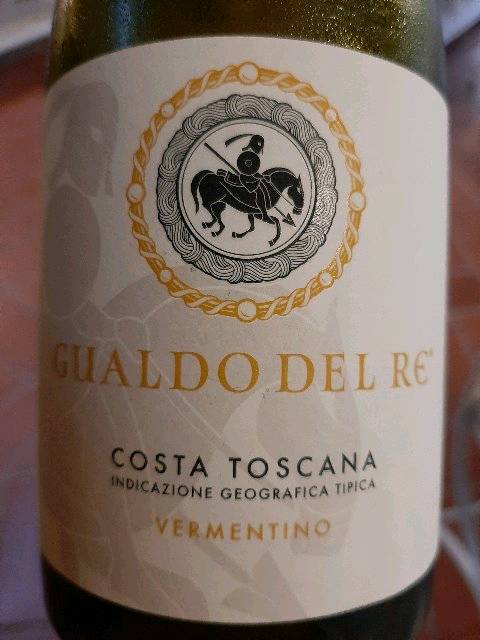 GUALDO DEL RE
COSTA TOSCANA
INDICAZIONE GEOGRAFICA TIPICA
VERMENTINO